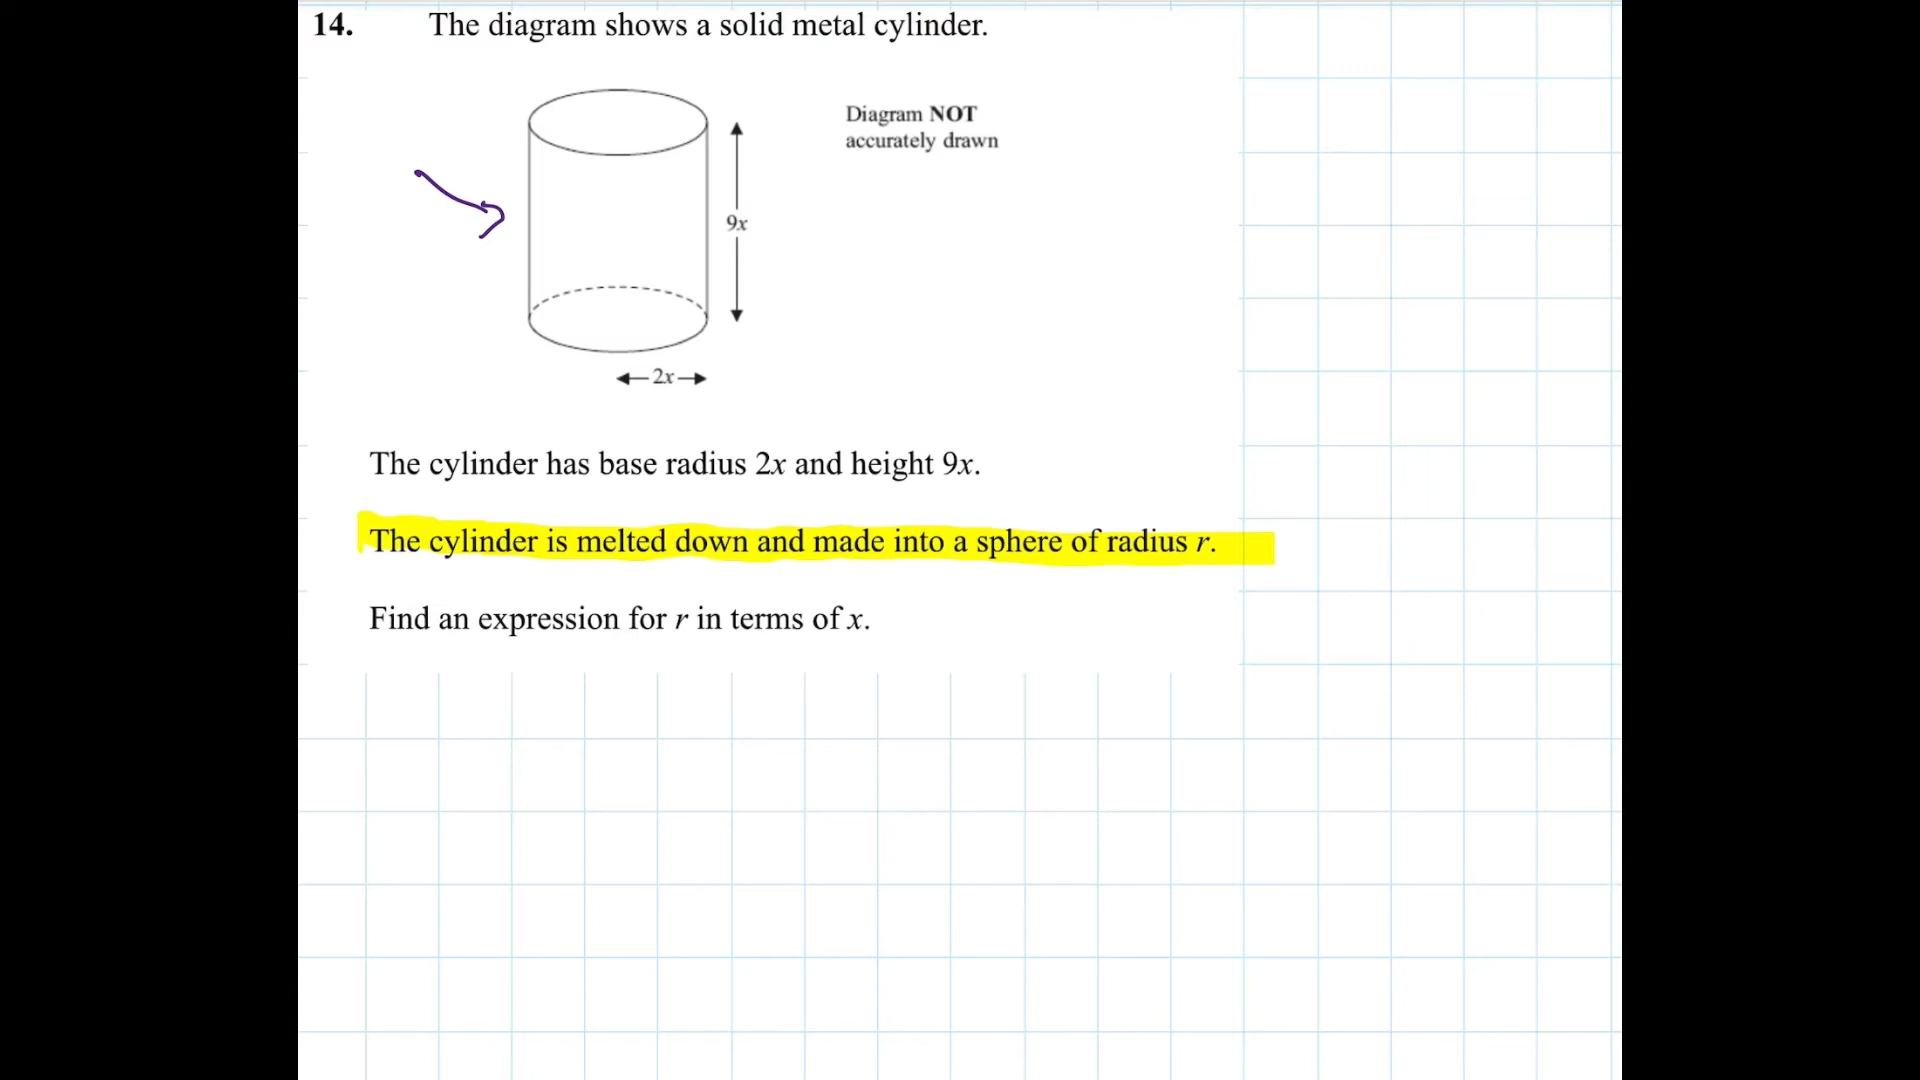 14. The diagram shows a solid metal cylinder.
Diagram NOT
accurately drawn
9x
2x
The cylinder has base radius 2x and height 9x.
The cylinder is melted down and made into a sphere of radius r.
Find an expression for r in terms of x.